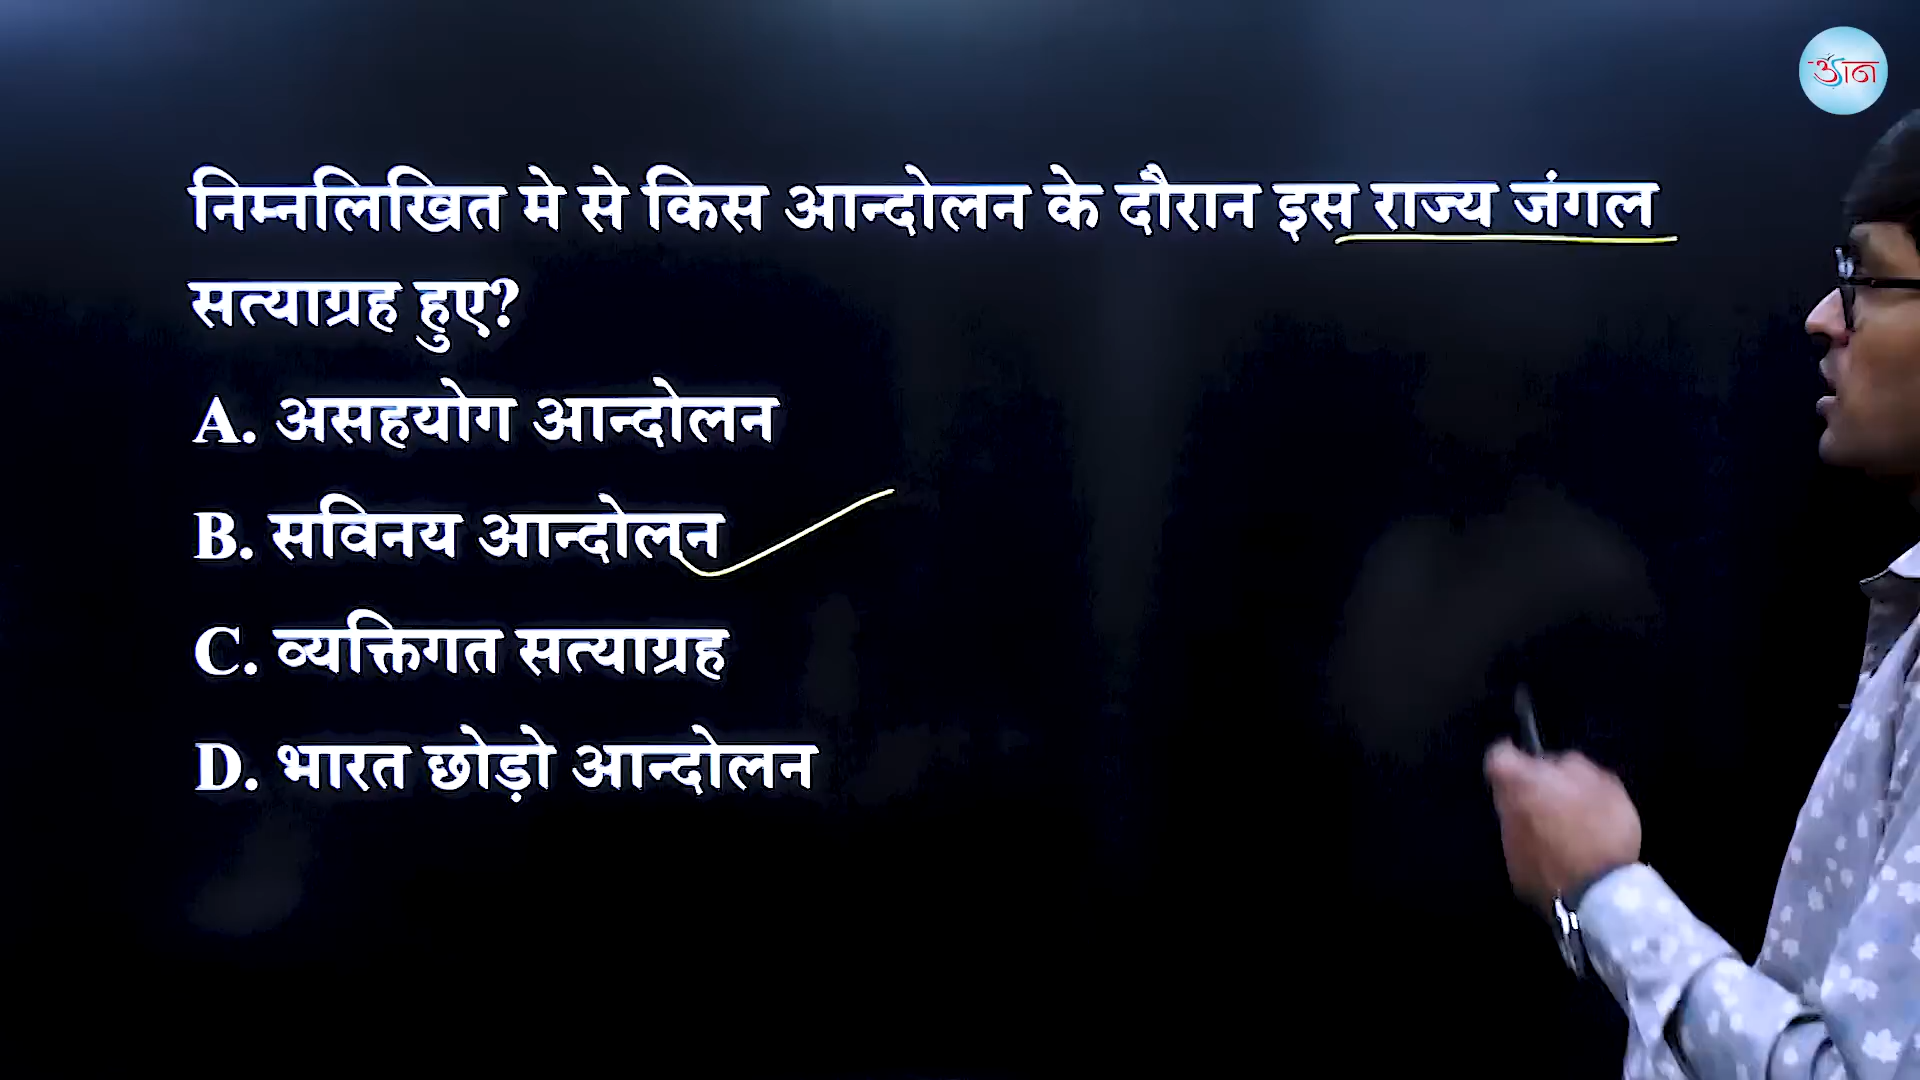 उान
निम्नलिखित मे से किस आन्दोलन के दौरान इस राज्य जंगल
सत्याग्रह हुए?
A. असहयोग आन्दोलन
B. सविनय आन्दोलन
C. व्यक्तिगत सत्याग्रह
D. भारत छोड़ो आन्दोलन